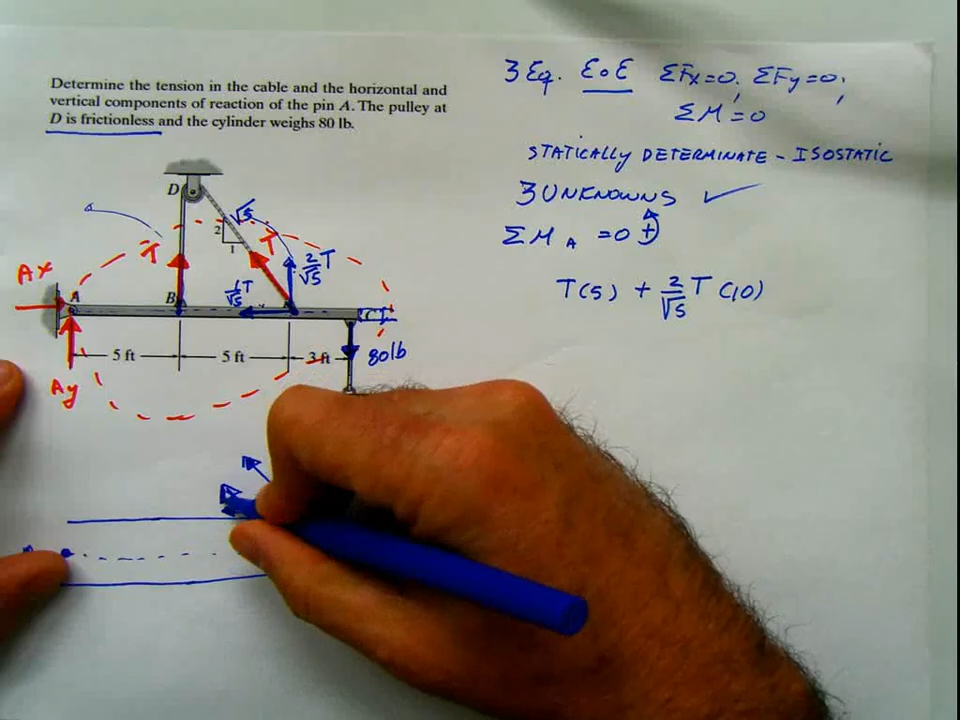 Determine the tension in the cable and the horizontal and
vertical components of reaction of the pin A. The pulley at
D is frictionless and the cylinder weighs 80 lb.
3 Eq. EoE ΣFx=0; ΣFy=0;
ΣM=0
STATICALLY DETERMINATE - ISOSTATIC
3 UNKNOWNS ✓
ΣM A =0 +
T(5) + 2/√5 T (10)
D
√5
2
1
T
T
2/√5 T
1/√5 T
Ax
A
B
C
5 ft
5 ft
3 ft
80lb
Ay